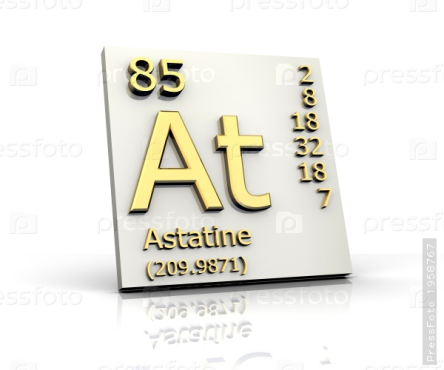 85
At
Astatine
(209.9871)
2
8
18
32
18
7
pressfoto
PressFoto 1958767